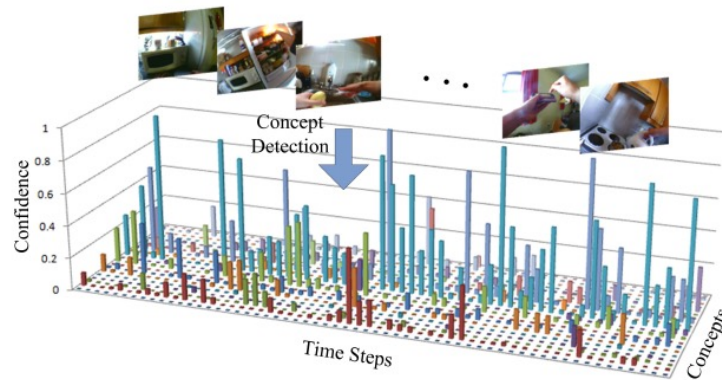 Concept
Detection
Confidence
1
0.8
0.6
0.4
0.2
0
Time Steps
Concepts